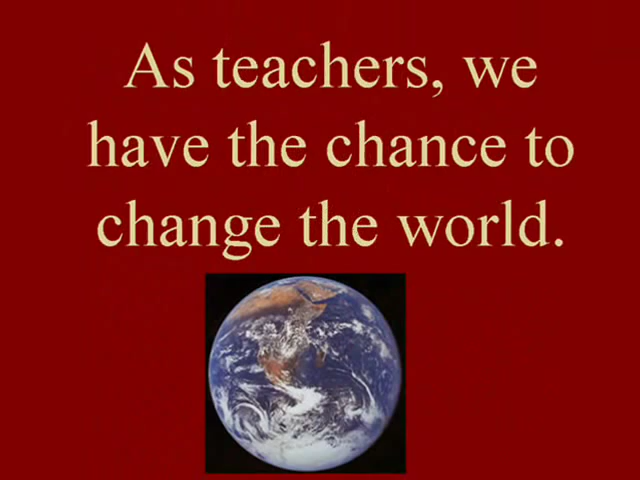 As teachers, we
have the chance to
change the world.